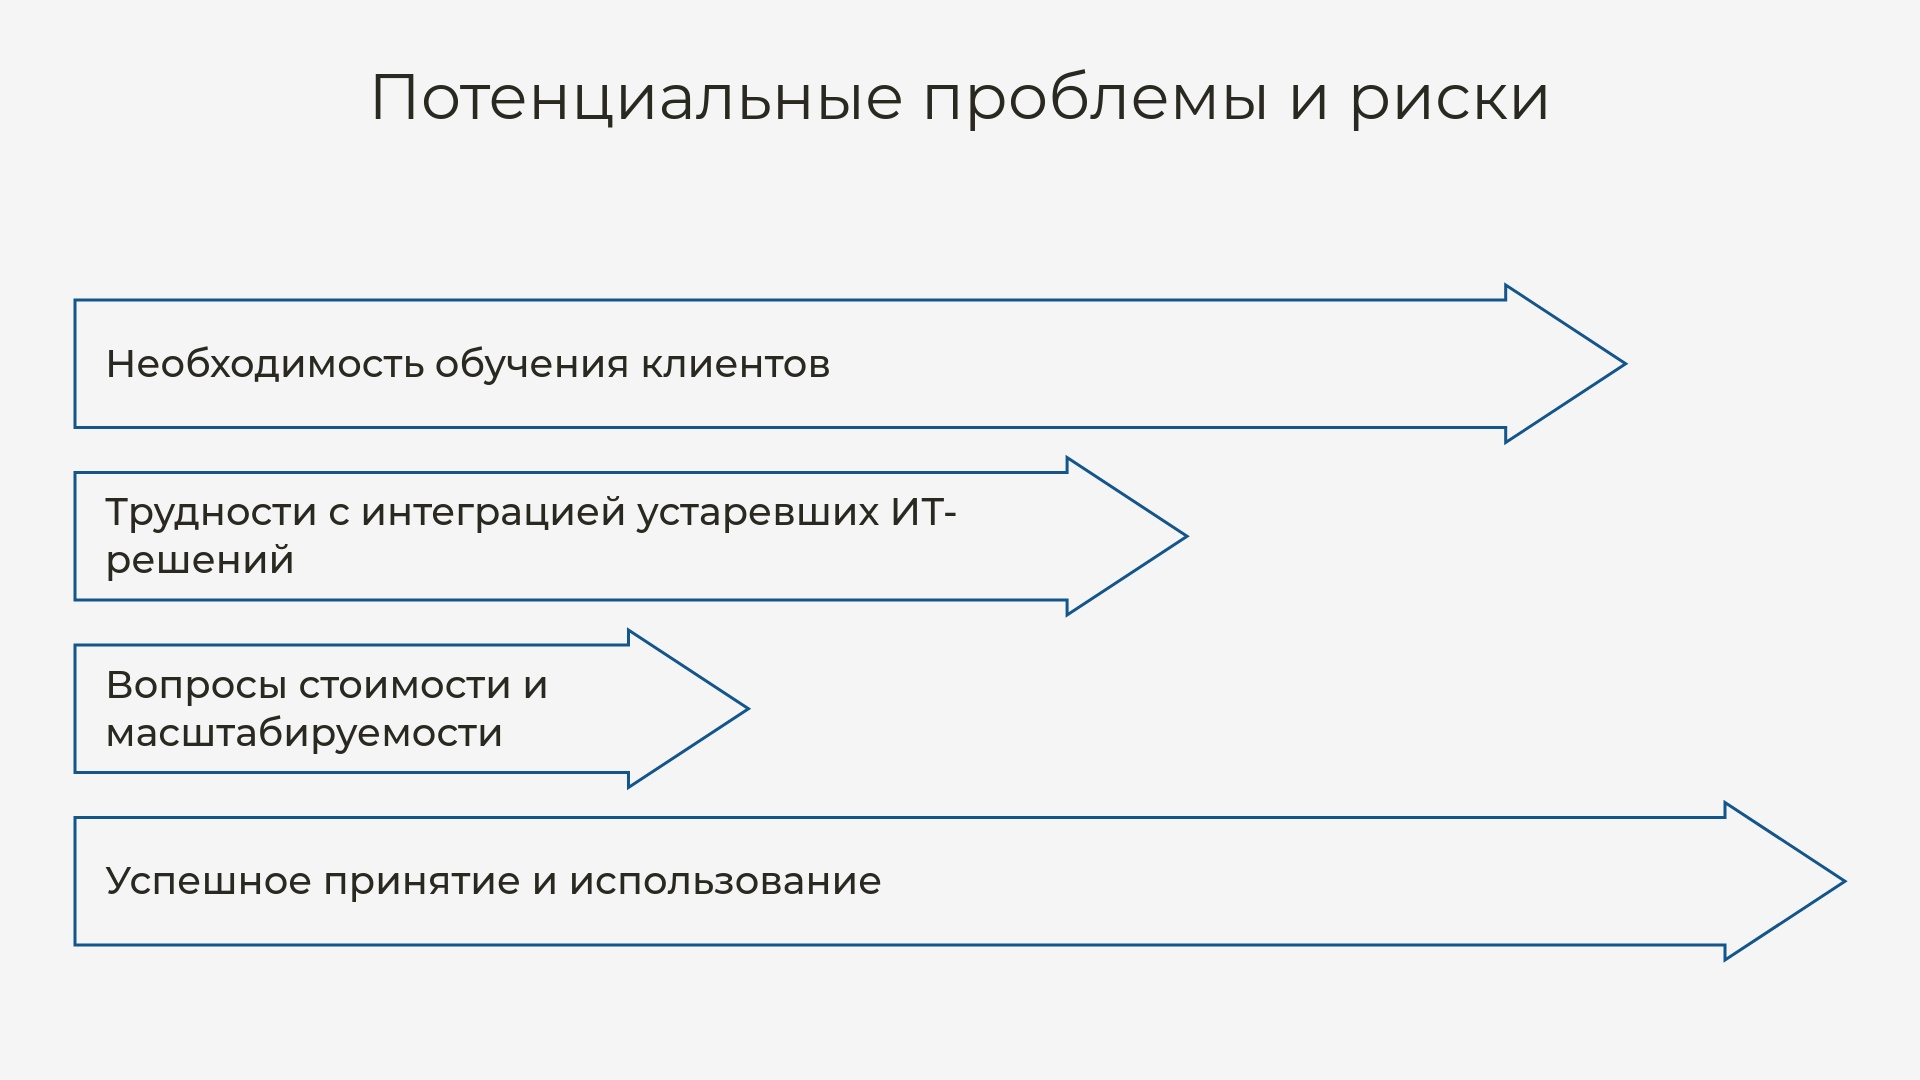 Потенциальные проблемы и риски
Необходимость обучения клиентов
Трудности с интеграцией устаревших ИТ-
решений
Вопросы стоимости и
масштабируемости
Успешное принятие и использование